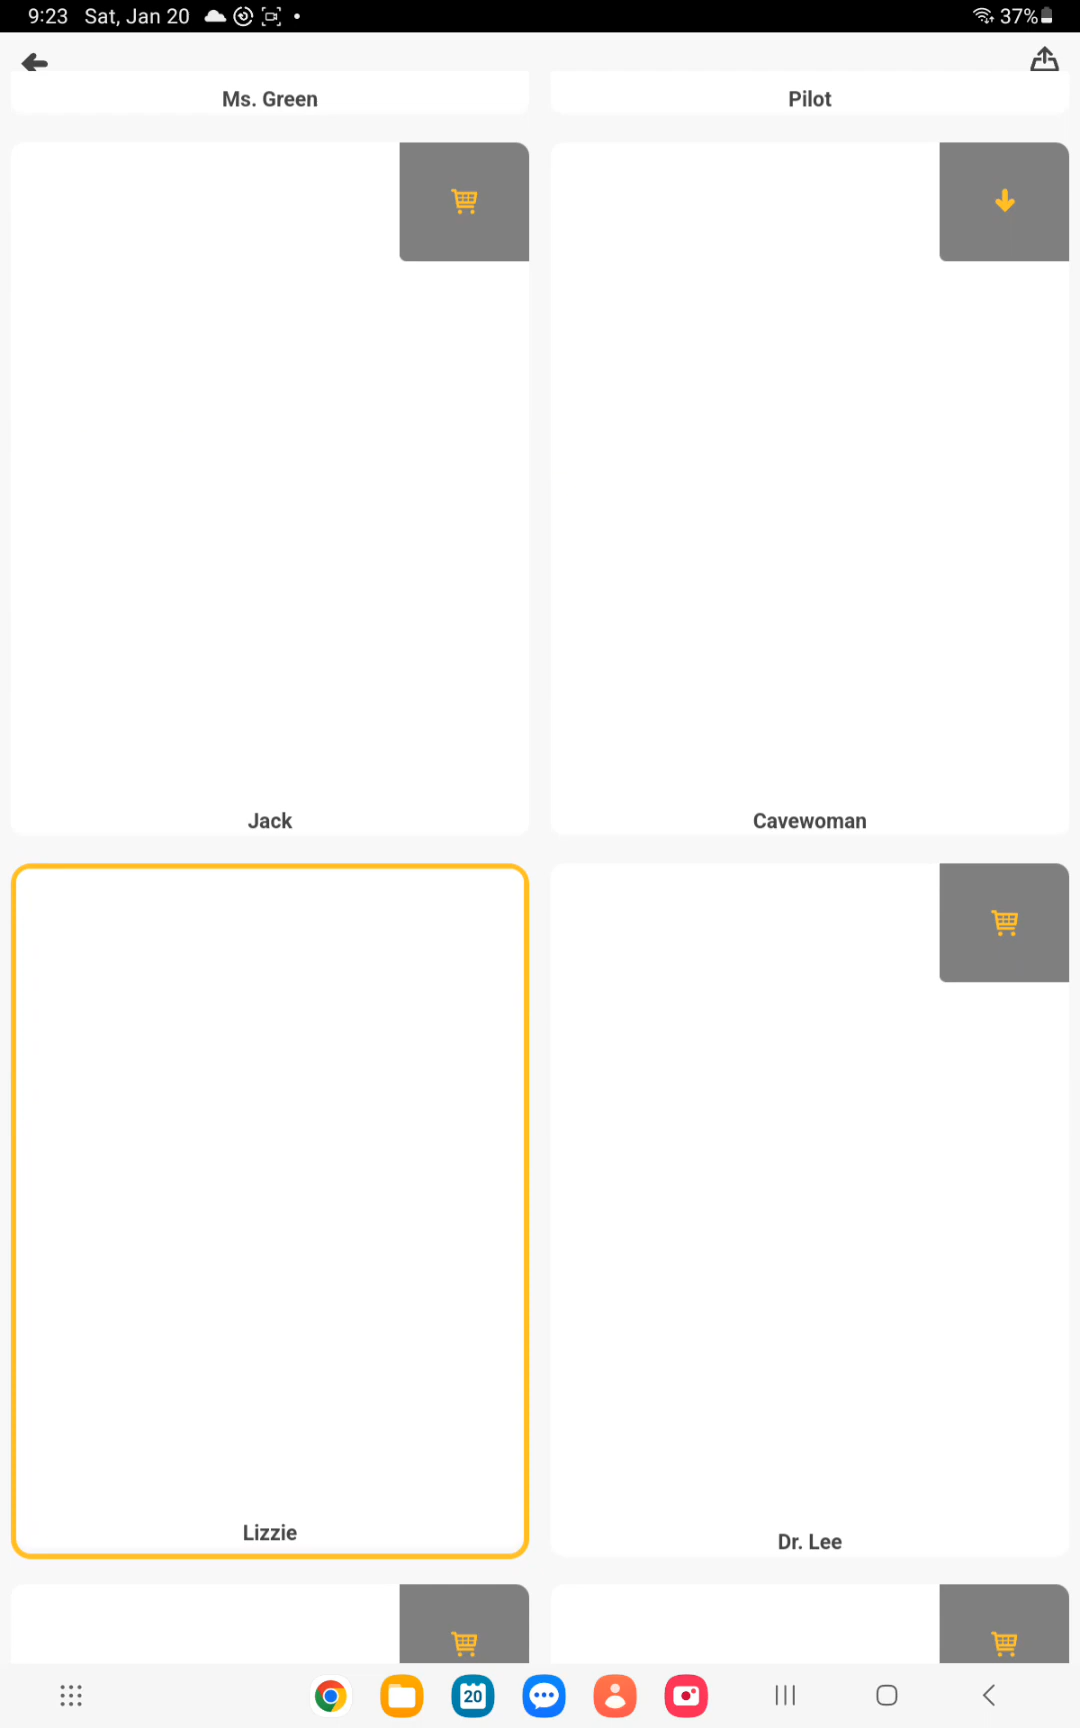 9:23 Sat, Jan 20
37%
Ms. Green
Pilot
Jack
Cavewoman
Lizzie
Dr. Lee
20